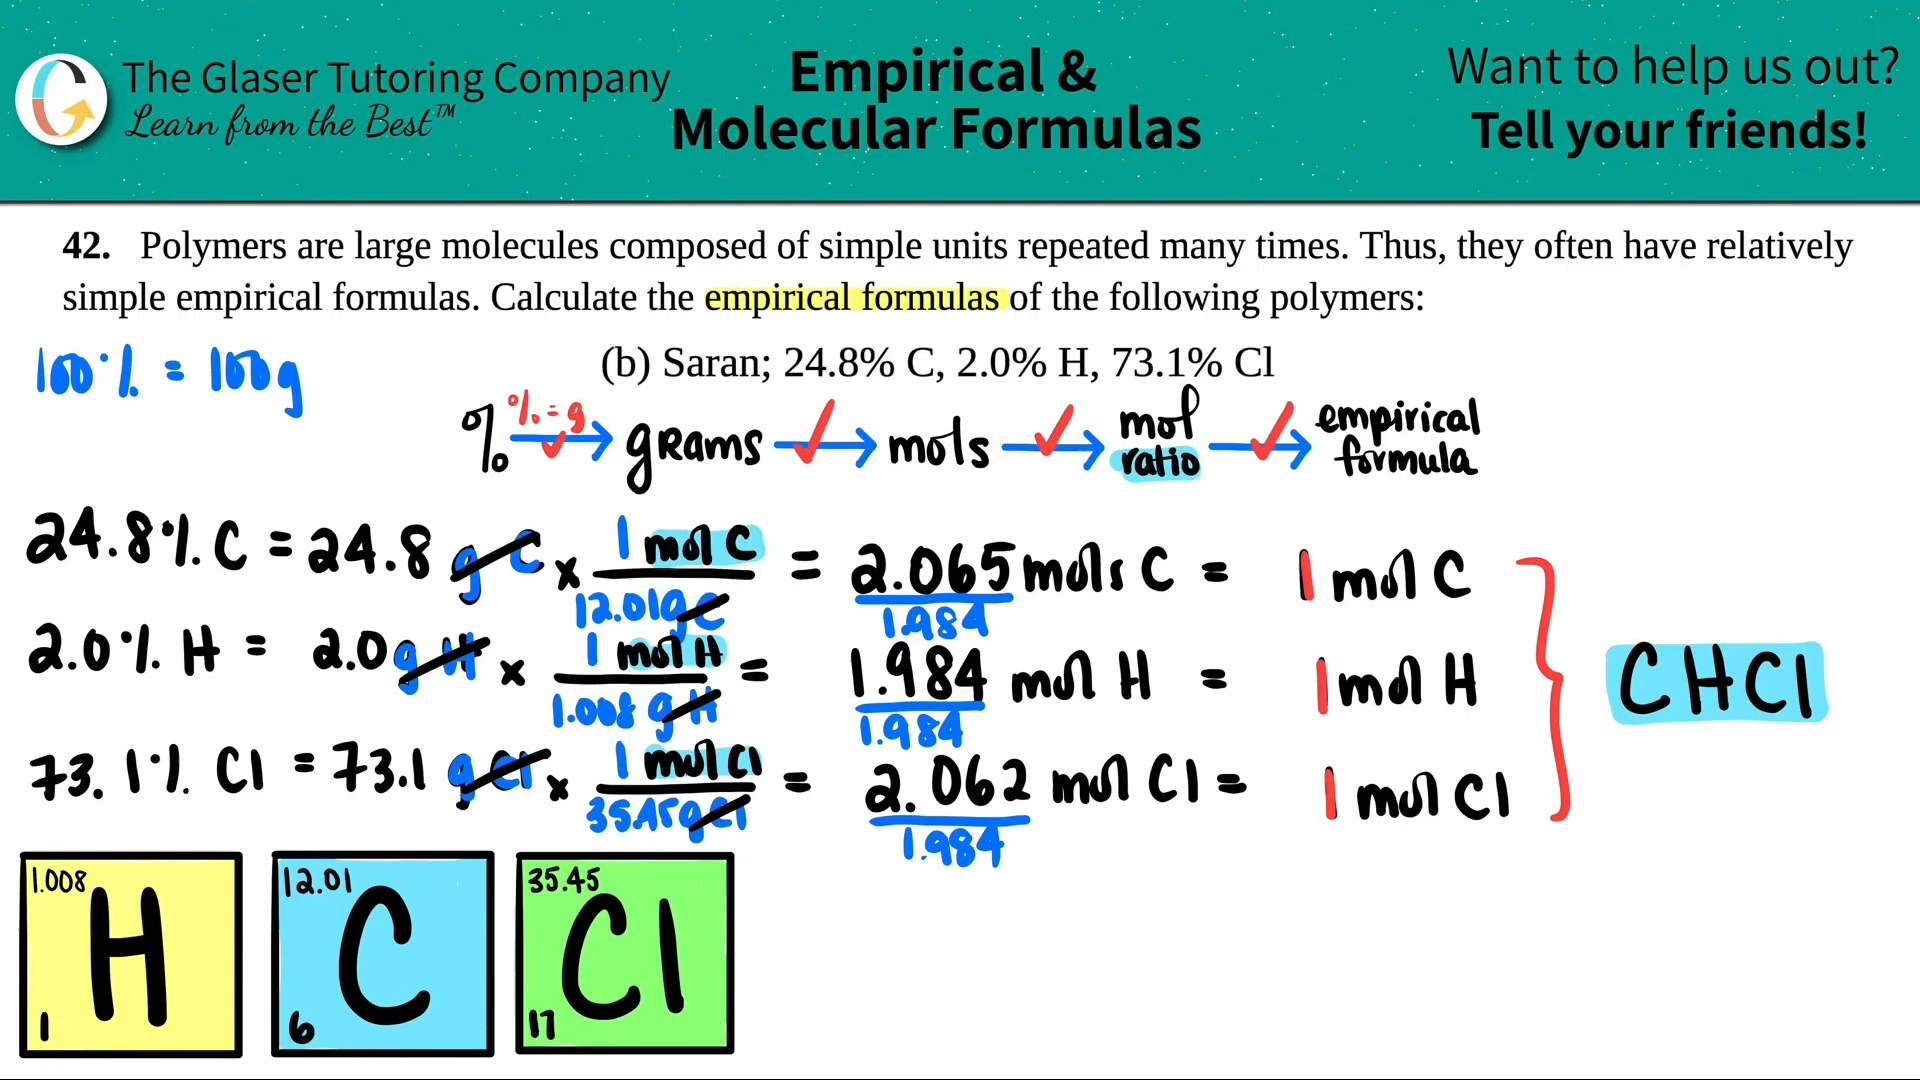 The Glaser Tutoring Company
Learn from the Best™
Empirical &
Molecular Formulas
Want to help us out?
Tell your friends!
42. Polymers are large molecules composed of simple units repeated many times. Thus, they often have relatively
simple empirical formulas. Calculate the empirical formulas of the following polymers:
100% = 100g
(b) Saran; 24.8% C, 2.0% H, 73.1% Cl
% %=g → grams → mols → mol ratio → empirical formula
24.8% C = 24.8 g C x 1 mol C / 12.01 g C = 2.065 mols C / 1.984 = 1 mol C
2.0% H = 2.0 g H x 1 mol H / 1.008 g H = 1.984 mol H / 1.984 = 1 mol H
CHCl
73.1% Cl = 73.1 g Cl x 1 mol Cl / 35.45 g Cl = 2.062 mol Cl / 1.984 = 1 mol Cl
1.008 H 1
12.01 C 6
35.45 Cl 17